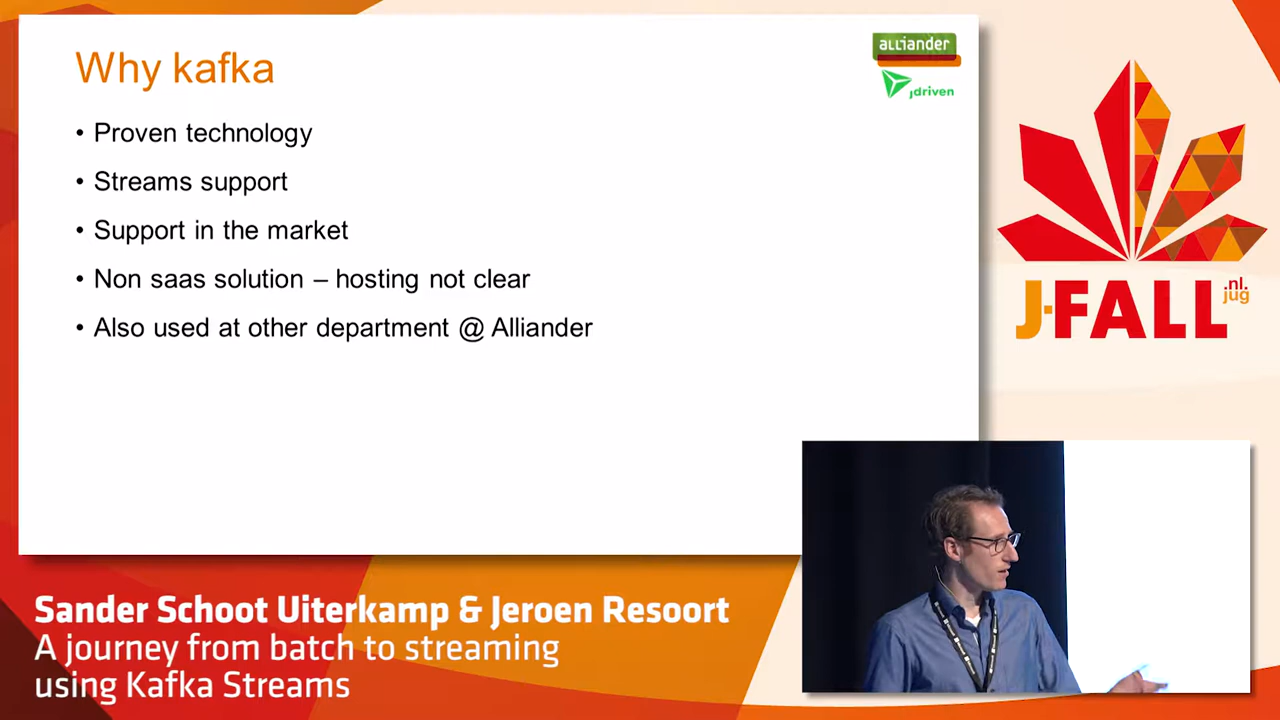 Why kafka
• Proven technology
• Streams support
• Support in the market
• Non saas solution – hosting not clear
• Also used at other department @ Alliander
alliander
jdriven
J-FALL
.nl.
jug
Sander Schoot Uiterkamp & Jeroen Resoort
A journey from batch to streaming
using Kafka Streams